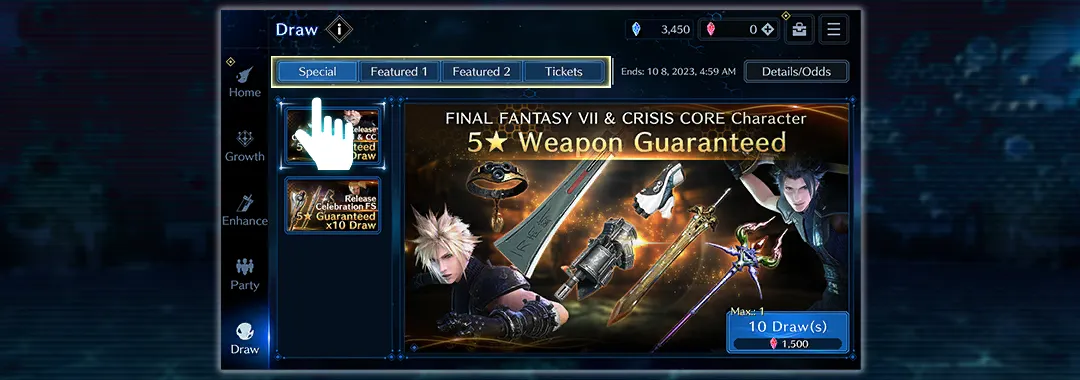 Draw
3,450
0
Special
Featured 1
Featured 2
Tickets
Ends: 10 8, 2023, 4:59 AM
Details/Odds
Home
Growth
Enhance
Party
Draw
Release
CC
Draw
Release
Celebration FS
5★ Guaranteed
x10 Draw
FINAL FANTASY VII & CRISIS CORE Character
5★ Weapon Guaranteed
Max.: 1
10 Draw(s)
1,500